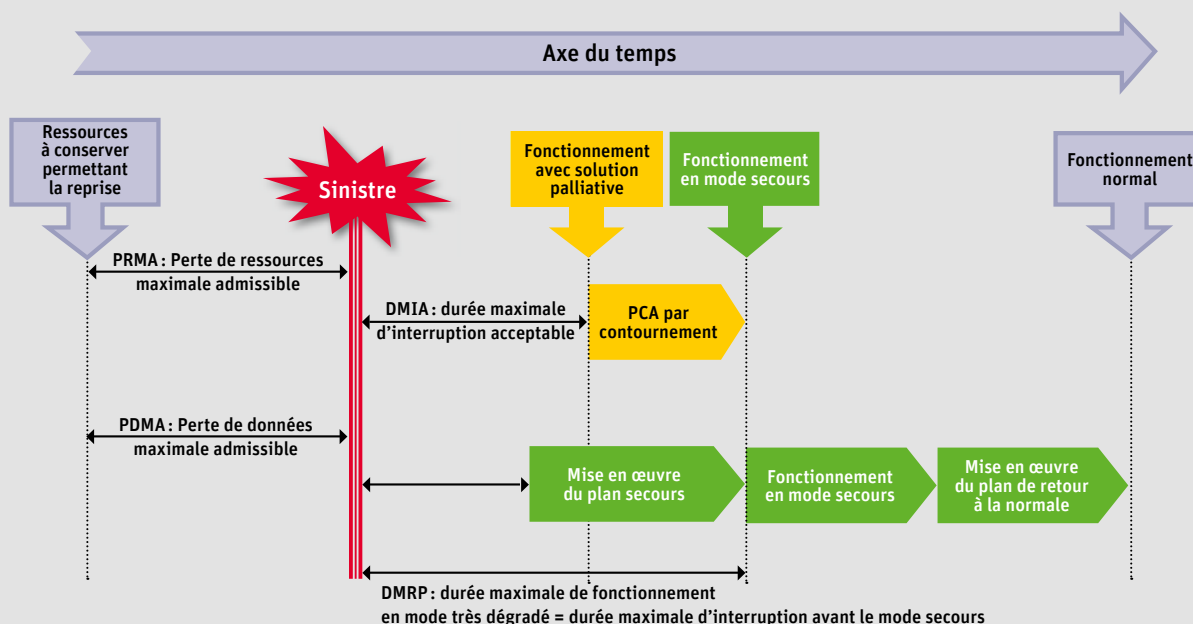 Axe du temps
Ressources
à conserver
permettant
la reprise
Sinistre
Fonctionnement
avec solution
palliative
Fonctionnement
en mode secours
Fonctionnement
normal
PRMA : Perte de ressources
maximale admissible
DMIA : durée maximale
d'interruption acceptable
PCA par
contournement
PDMA : Perte de données
maximale admissible
Mise en œuvre
du plan secours
Fonctionnement
en mode secours
Mise en œuvre
du plan de retour
à la normale
DMRP : durée maximale de fonctionnement
en mode très dégradé = durée maximale d'interruption avant le mode secours